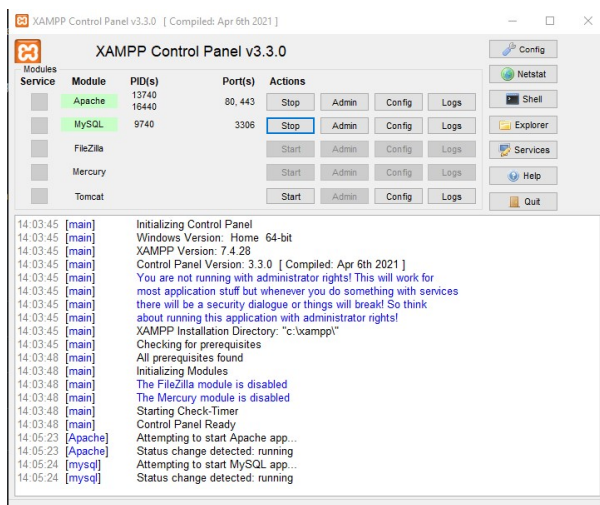 XAMPP Control Panel v3.3.0 [ Compiled: Apr 6th 2021 ]
XAMPP Control Panel v3.3.0
Config
Modules
Service Module PID(s) Port(s) Actions
Netstat
Apache 13740 16440 80, 443 Stop Admin Config Logs
Shell
MySQL 9740 3306 Stop Admin Config Logs
Explorer
FileZilla Start Admin Config Logs
Services
Mercury Start Admin Config Logs
Help
Tomcat Start Admin Config Logs
Quit
14:03:45 [main] Initializing Control Panel
14:03:45 [main] Windows Version: Home 64-bit
14:03:45 [main] XAMPP Version: 7.4.28
14:03:45 [main] Control Panel Version: 3.3.0 [ Compiled: Apr 6th 2021 ]
14:03:45 [main] You are not running with administrator rights! This will work for
14:03:45 [main] most application stuff but whenever you do something with services
14:03:45 [main] there will be a security dialogue or things will break! So think
14:03:45 [main] about running this application with administrator rights!
14:03:45 [main] XAMPP Installation Directory: "c:\xampp\"
14:03:45 [main] Checking for prerequisites
14:03:48 [main] All prerequisites found
14:03:48 [main] Initializing Modules
14:03:48 [main] The FileZilla module is disabled
14:03:48 [main] The Mercury module is disabled
14:03:48 [main] Starting Check-Timer
14:03:48 [main] Control Panel Ready
14:05:23 [Apache] Attempting to start Apache app...
14:05:23 [Apache] Status change detected: running
14:05:24 [mysql] Attempting to start MySQL app...
14:05:24 [mysql] Status change detected: running